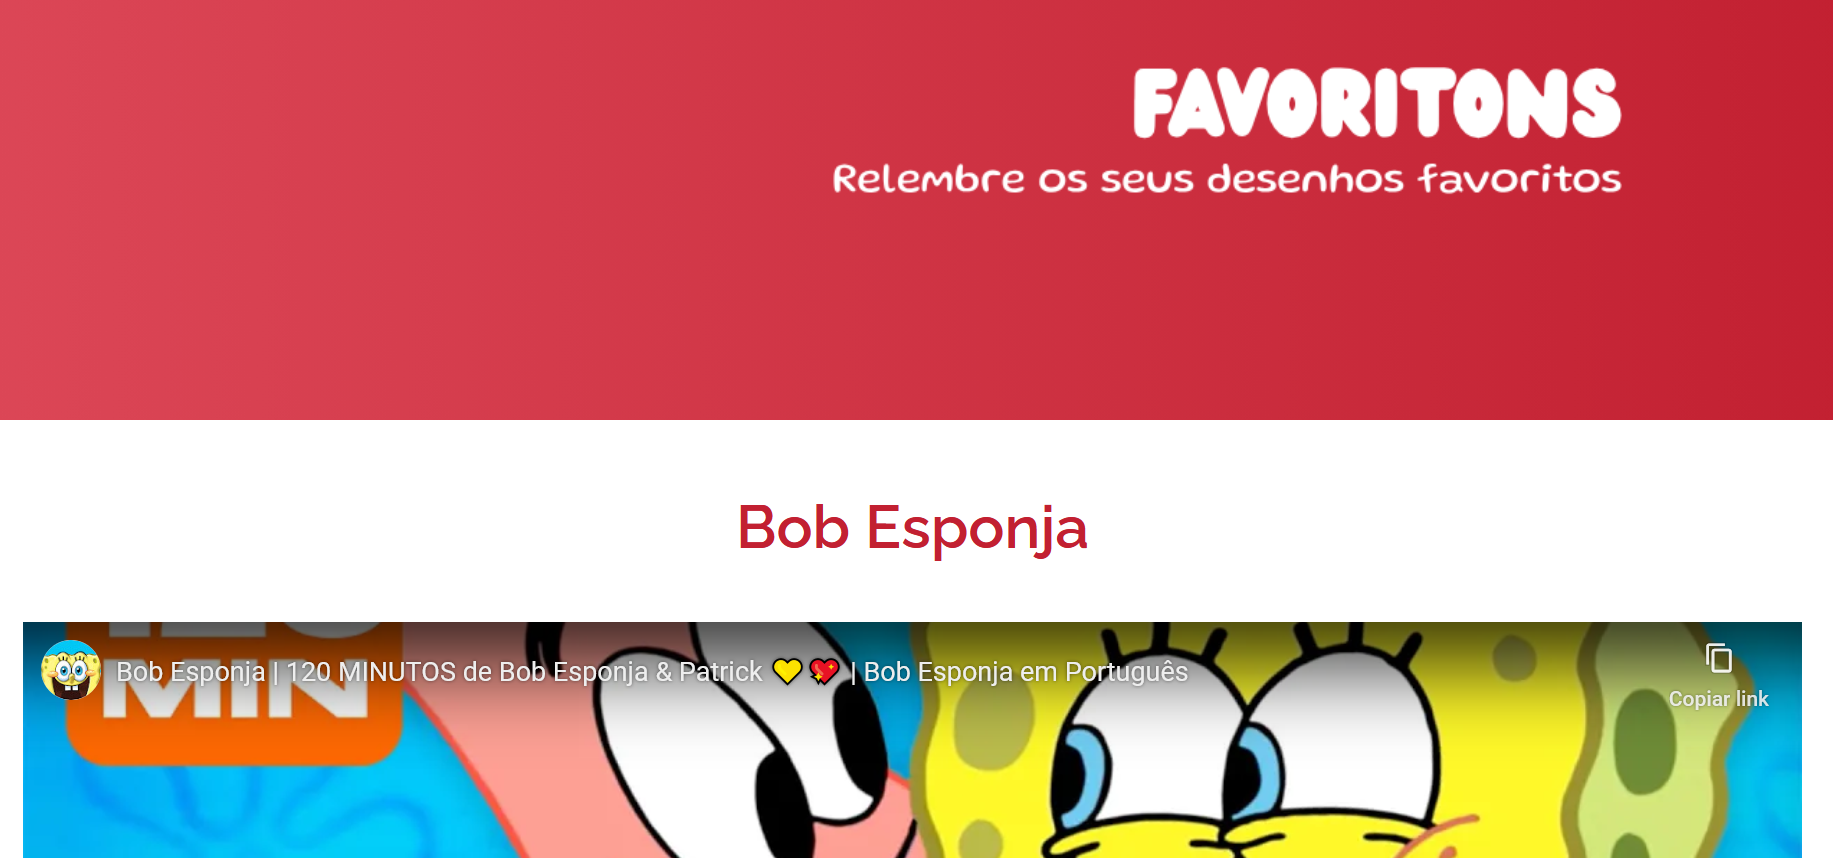 FAVORITONS
Relembre os seus desenhos favoritos
Bob Esponja
Bob Esponja | 120 MINUTOS de Bob Esponja & Patrick 💛💖 | Bob Esponja em Português
Copiar link
MIN